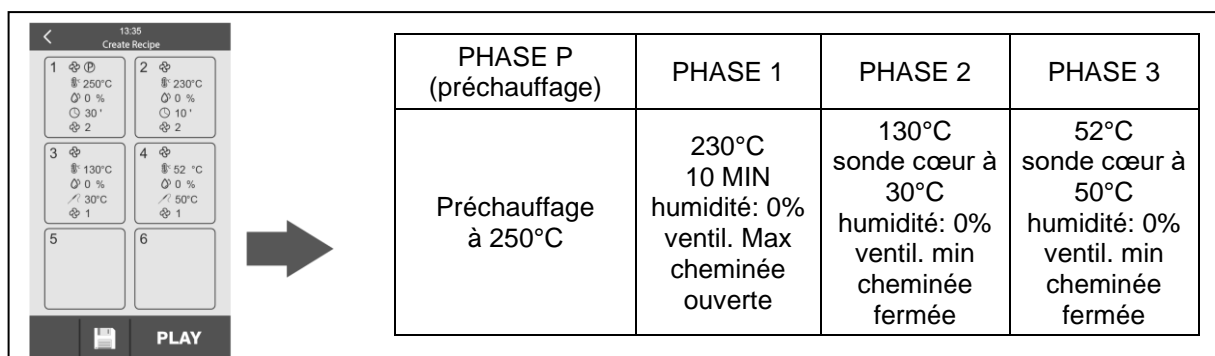 13:35
Create Recipe
1
250°C
0 %
30 '
2
2
230°C
0 %
10 '
2
3
130°C
0 %
30°C
1
4
52 °C
0 %
50°C
1
5
6
PLAY
PHASE P
(préchauffage)
PHASE 1
PHASE 2
PHASE 3
Préchauffage
à 250°C
230°C
10 MIN
humidité: 0%
ventil. Max
cheminée
ouverte
130°C
sonde cœur à
30°C
humidité: 0%
ventil. min
cheminée
fermée
52°C
sonde cœur à
50°C
humidité: 0%
ventil. min
cheminée
fermée